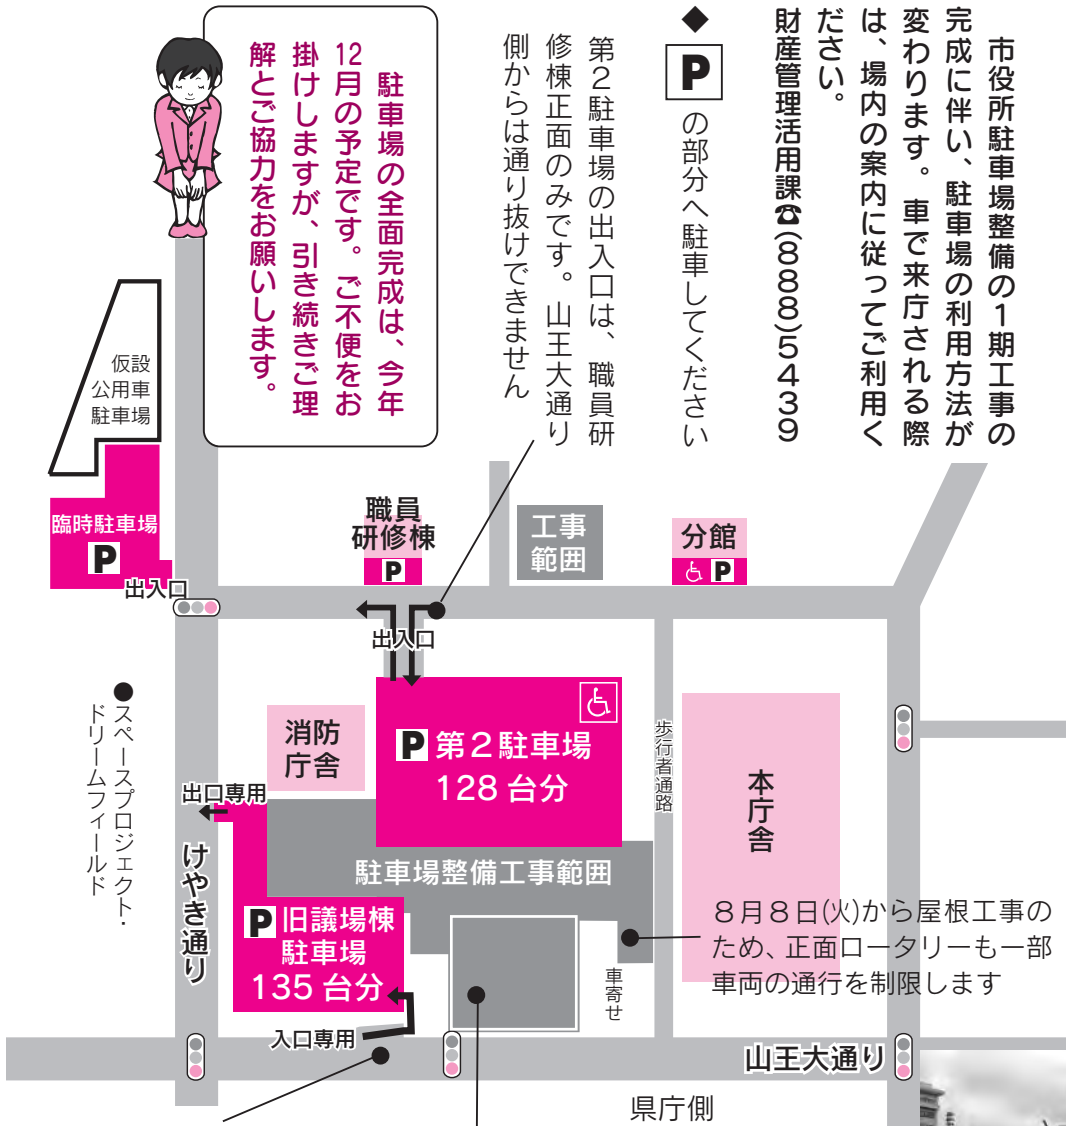 市役所駐車場整備の１期工事の
完成に伴い、駐車場の利用方法が
変わります。車で来庁される際
は、場内の案内に従ってご利用く
ださい。
財産管理活用課☎(８８８)５４３９
◆Pの部分へ駐車してください
第２駐車場の出入口は、職員研
修棟正面のみです。山王大通り
側からは通り抜けできません
駐車場の全面完成は、今年
12月の予定です。ご不便をお
掛けしますが、引き続きご理
解とご協力をお願いします。
仮設
公用車
駐車場
臨時駐車場
P
出入口
職員
研修棟
P
工事
範囲
分館
♿P
出入口
P 第２駐車場
128 台分
♿
消防
庁舎
歩行者通路
本庁舎
●スペースプロジェクト・
ドリームフィールド
出口専用
けやき通り
駐車場整備工事範囲
P 旧議場棟
駐車場
135 台分
入口専用
車寄せ
８月８日(火)から屋根工事の
ため、正面ロータリーも一部
車両の通行を制限します
山王大通り
県庁側